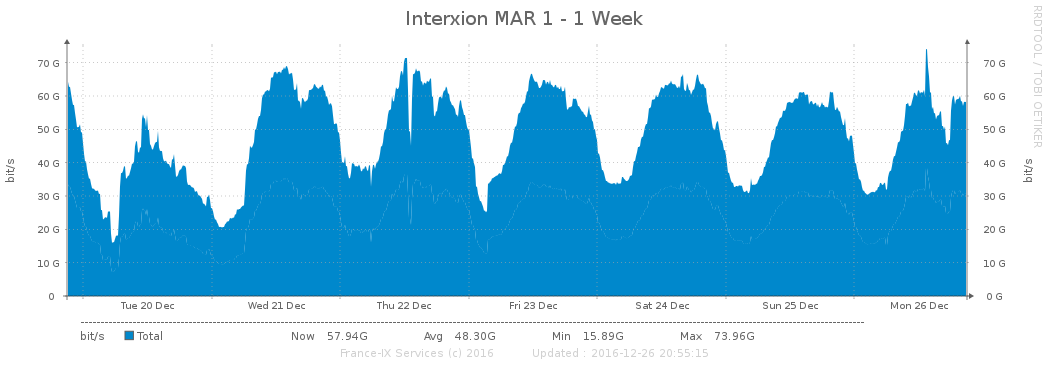 Interxion MAR 1 - 1 Week
RRDTOOL / TOBI OETIKER
bit/s
70 G
60 G
50 G
40 G
30 G
20 G
10 G
0
70 G
60 G
50 G
40 G
30 G
20 G
10 G
0 G
bit/s
Tue 20 Dec Wed 21 Dec Thu 22 Dec Fri 23 Dec Sat 24 Dec Sun 25 Dec Mon 26 Dec
bit/s Total Now 57.94G Avg 48.30G Min 15.89G Max 73.96G
France-IX Services (c) 2016 Updated : 2016-12-26 20:55:15